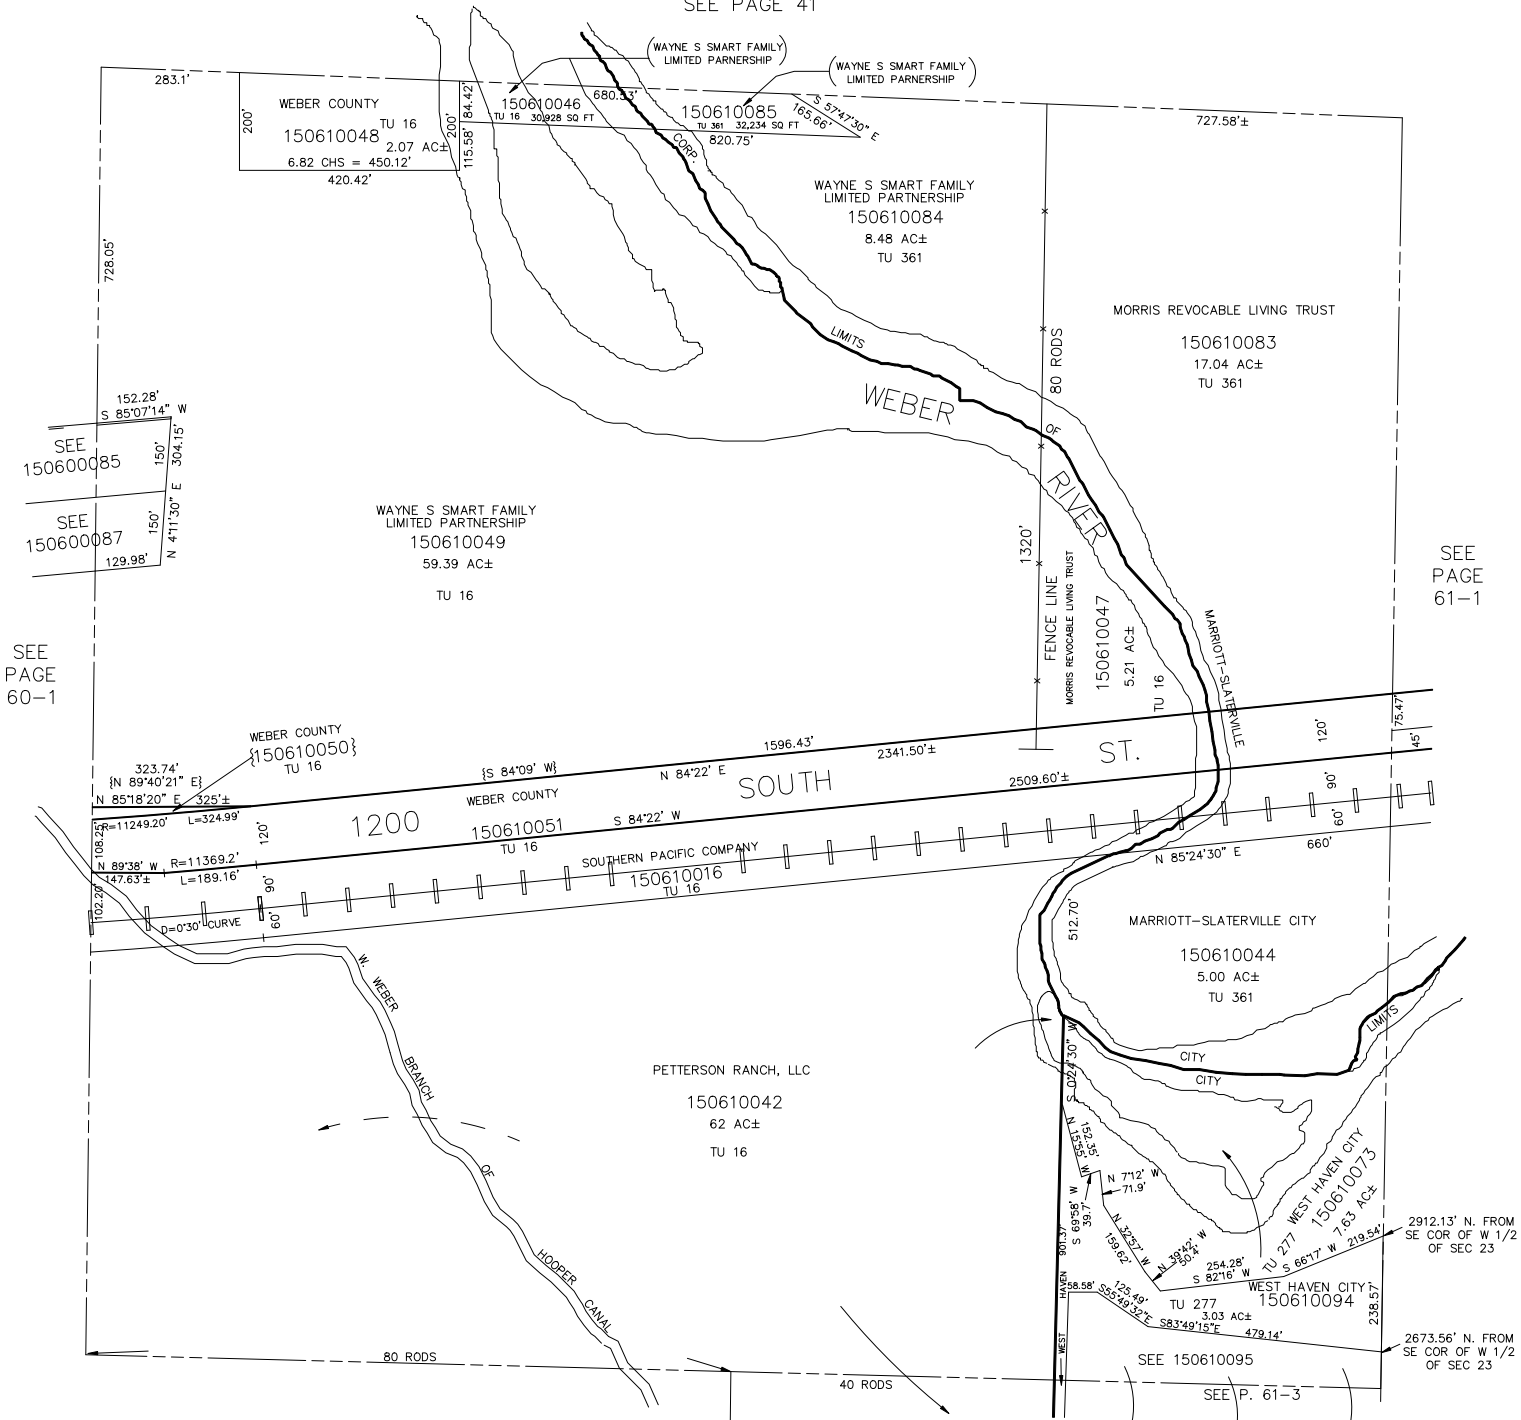 SEE PAGE 41
(WAYNE S SMART FAMILY
LIMITED PARNERSHIP)
(WAYNE S SMART FAMILY
LIMITED PARNERSHIP)
283.1'
WEBER COUNTY
TU 16
150610048
2.07 AC±
6.82 CHS = 450.12'
420.42'
200'
200'
84.42'
115.58'
150610046
TU 16 30,928 SQ FT
680.53'
150610085
TU 361 32,234 SQ FT
820.75'
S 57°47'30" E
165.66'
727.58'±
CORP.
LIMITS
OF
WAYNE S SMART FAMILY
LIMITED PARTNERSHIP
150610084
8.48 AC±
TU 361
728.05'
MORRIS REVOCABLE LIVING TRUST
150610083
17.04 AC±
TU 361
80 RODS
WEBER
RIVER
152.28'
S 85°07'14" W
SEE
150600085
150'
304.15'
SEE
150600087
150'
N 4°11'30" E
129.98'
WAYNE S SMART FAMILY
LIMITED PARTNERSHIP
150610049
59.39 AC±
TU 16
1320'
FENCE LINE
MORRIS REVOCABLE LIVING TRUST
150610047
5.21 AC±
TU 16
MARRIOTT-SLATERVILLE
SEE
PAGE
61-1
SEE
PAGE
60-1
WEBER COUNTY
{150610050}
TU 16
323.74'
{N 89°40'21" E}
N 85°18'20" E 325'±
R=11249.20' L=324.99'
108.25'
120'
N 89°38' W R=11369.2'
147.63'± L=189.16'
102.20'
90'
60'
D=0°30' CURVE
{S 84°09' W}
N 84°22' E
1596.43'
2341.50'±
1200
SOUTH
ST.
WEBER COUNTY
150610051
TU 16
S 84°22' W
2509.60'±
SOUTHERN PACIFIC COMPANY
150610016
TU 16
120'
75.47'
45'
90'
60'
N 85°24'30" E
660'
512.70'
MARRIOTT-SLATERVILLE CITY
150610044
5.00 AC±
TU 361
LIMITS
CITY
CITY
W. WEBER
BRANCH
OF
HOOPER
CANAL
PETTERSON RANCH, LLC
150610042
62 AC±
TU 16
S 0°24'30" W
N 15°55' W
152.35'
S 69°58' W
39.7'
N 7°12' W
71.9'
N 32°57' W
159.62'
N 39°42' W
50.4'
254.28'
S 82°16' W
S 66°17' W 219.54'
WEST HAVEN CITY
150610073
7.63 AC±
TU 277
2912.13' N. FROM
SE COR OF W 1/2
OF SEC 23
901.37'
WEST HAVEN
58.58'
125.49'
S55°49'32"E
WEST HAVEN CITY
150610094
TU 277
3.03 AC±
S83°49'15"E 479.14'
238.57'
2673.56' N. FROM
SE COR OF W 1/2
OF SEC 23
SEE 150610095
SEE P. 61-3
80 RODS
40 RODS